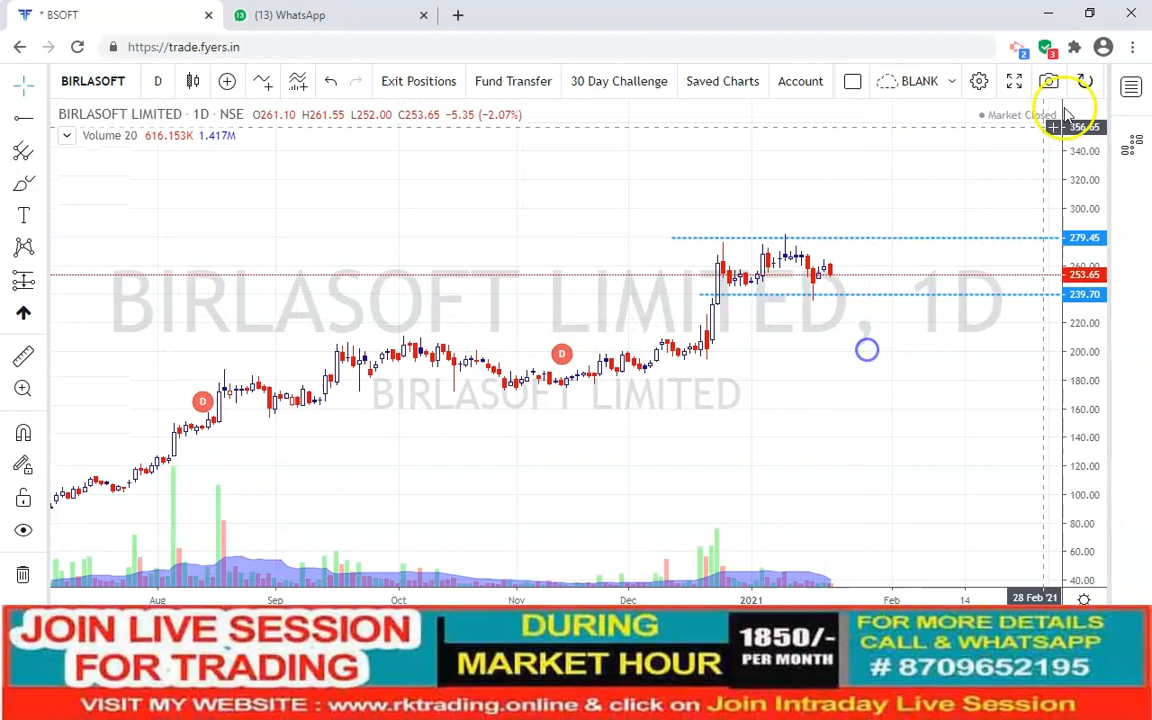 * BSOFT
13
(13) WhatsApp
https://trade.fyers.in
2
3
BIRLASOFT
D
Exit Positions
Fund Transfer
30 Day Challenge
Saved Charts
Account
BLANK
BIRLASOFT LIMITED · 1D · NSE O261.10 H261.55 L252.00 C253.65 -5.35 (-2.07%)
Market Closed
Volume 20 616.153K 1.417M
356.65
340.00
320.00
300.00
279.45
260.00
253.65
239.70
220.00
200.00
180.00
160.00
140.00
120.00
100.00
80.00
60.00
40.00
BIRLASOFT LIMITED, 1D
BIRLASOFT LIMITED
D
D
Aug Sep Oct Nov Dec 2021 Feb 14 28 Feb '21
JOIN LIVE SESSION
FOR TRADING
DURING
MARKET HOUR
1850/-
PER MONTH
FOR MORE DETAILS
CALL & WHATSAPP
# 8709652195
VISIT MY WEBSITE : www.rktrading.online & click on Join Intraday Live Session